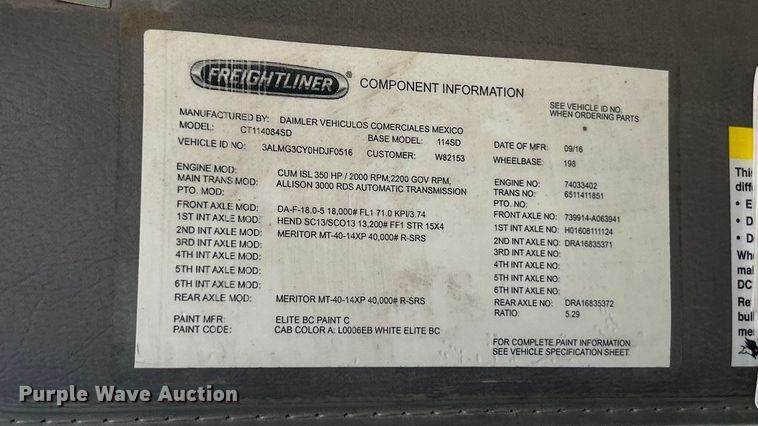 FREIGHTLINER ® COMPONENT INFORMATION
SEE VEHICLE ID NO.
WHEN ORDERING PARTS
MANUFACTURED BY: DAIMLER VEHICULOS COMERCIALES MEXICO
MODEL: CT114084SD BASE MODEL: 114SD DATE OF MFR: 09/16
VEHICLE ID NO: 3ALMG3CY0HDJF0516 CUSTOMER: W82153 WHEELBASE: 198
ENGINE MOD: CUM ISL 350 HP / 2000 RPM;2200 GOV RPM, ENGINE NO: 74033402
MAIN TRANS MOD: ALLISON 3000 RDS AUTOMATIC TRANSMISSION TRANS NO: 6511411851
PTO. MOD: PTO. NO:
FRONT AXLE MOD: DA-F-18.0-5 18,000# FL1 71.0 KPI/3.74 FRONT AXLE NO: 739914-A063941
1ST INT AXLE MOD: HEND SC13/SCO13 13,200# FF1 STR 15X4 1ST INT AXLE NO: H01608111124
2ND INT AXLE MOD: MERITOR MT-40-14XP 40,000# R-SRS 2ND INT AXLE NO: DRA16835371
3RD INT AXLE MOD: 3RD INT AXLE NO:
4TH INT AXLE MOD: 4TH INT AXLE NO:
5TH INT AXLE MOD: 5TH INT AXLE NO:
6TH INT AXLE MOD: 6TH INT AXLE NO:
REAR AXLE MOD: MERITOR MT-40-14XP 40,000# R-SRS REAR AXLE NO: DRA16835372
RATIO: 5.29
PAINT MFR: ELITE BC PAINT C
PAINT CODE: CAB COLOR A: L0006EB WHITE ELITE BC
FOR COMPLETE PAINT INFORMATION
SEE VEHICLE SPECIFICATION SHEET.
This
diff
• E
• D
• D
Wh
mal
DC
Re
bull
me
Purple Wave Auction